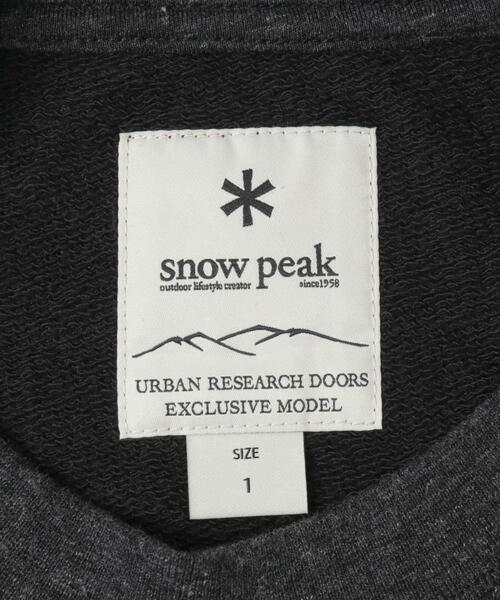 snow peak
outdoor lifestyle creator since1958
URBAN RESEARCH DOORS
EXCLUSIVE MODEL
SIZE
1